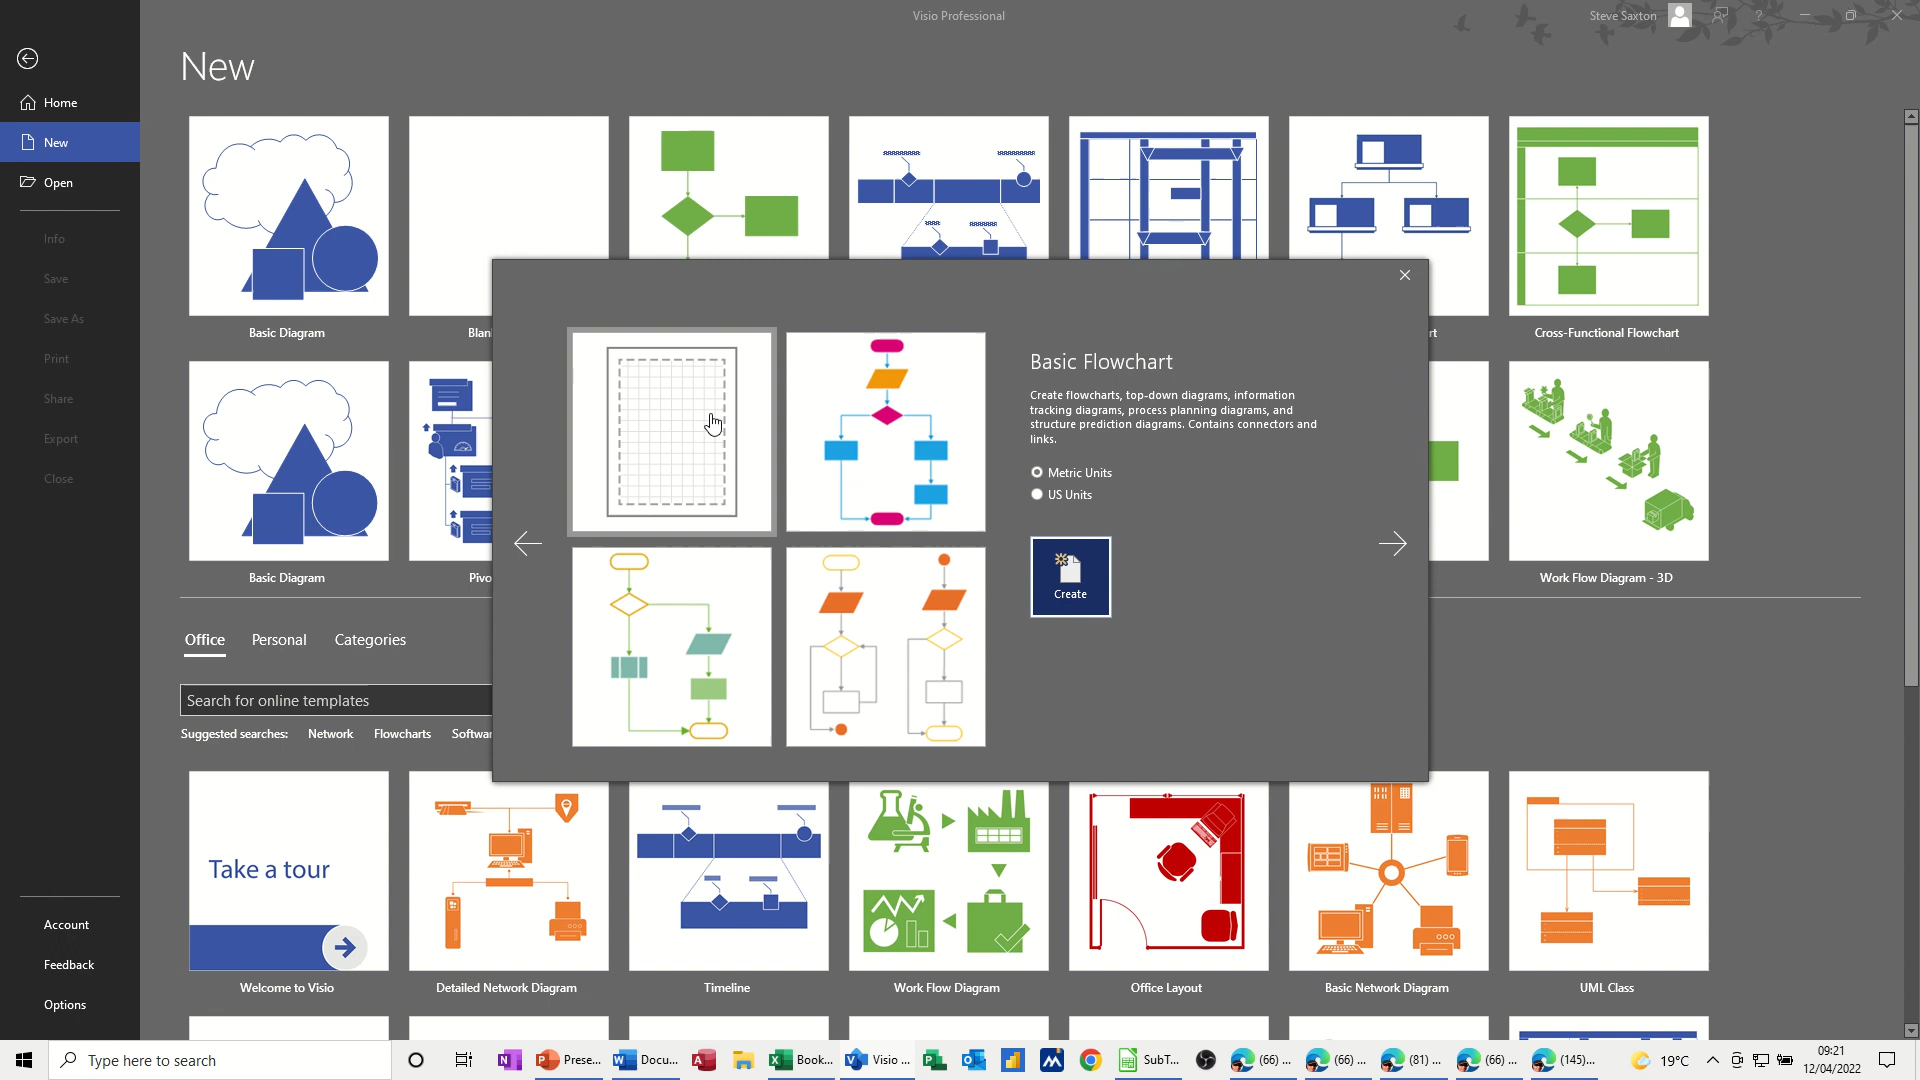 Visio Professional
Steve Saxton
New
Home
New
Open
Info
Save
Save As
Print
Share
Export
Close
Account
Feedback
Options
Basic Diagram
Cross-Functional Flowchart
Basic Diagram
Work Flow Diagram - 3D
Basic Flowchart
Create flowcharts, top-down diagrams, information
tracking diagrams, process planning diagrams, and
structure prediction diagrams. Contains connectors and
links.
Metric Units
US Units
Create
Office
Personal
Categories
Search for online templates
Suggested searches:
Network
Flowcharts
Take a tour
Welcome to Visio
Detailed Network Diagram
Timeline
Work Flow Diagram
Office Layout
Basic Network Diagram
UML Class
Type here to search
Prese...
Docu...
Book...
Visio ...
SubT...
(66) ...
(66) ...
(81) ...
(66) ...
(145)...
19°C
09:21
12/04/2022